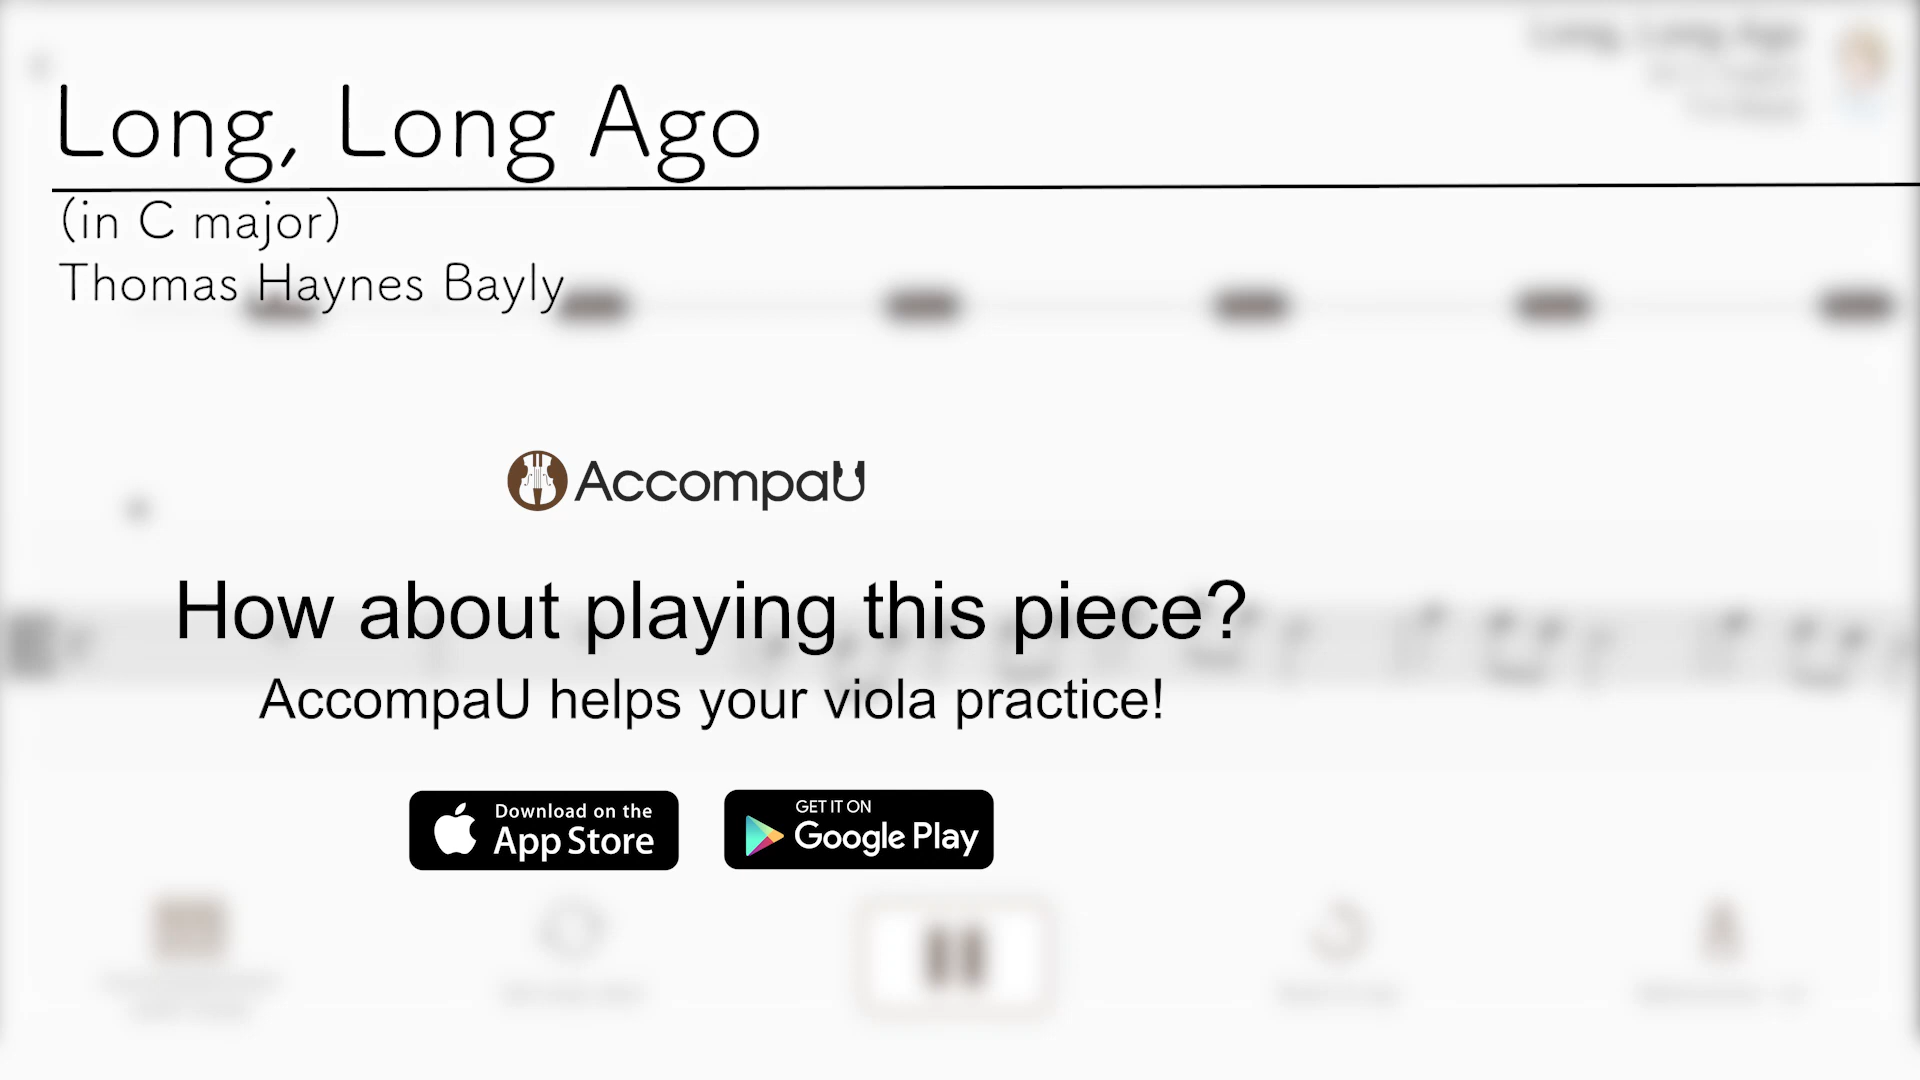 Long, Long Ago
(in C major)
Thomas Haynes Bayly
AccompaU
How about playing this piece?
AccompaU helps your viola practice!
Download on the
App Store
GET IT ON
Google Play